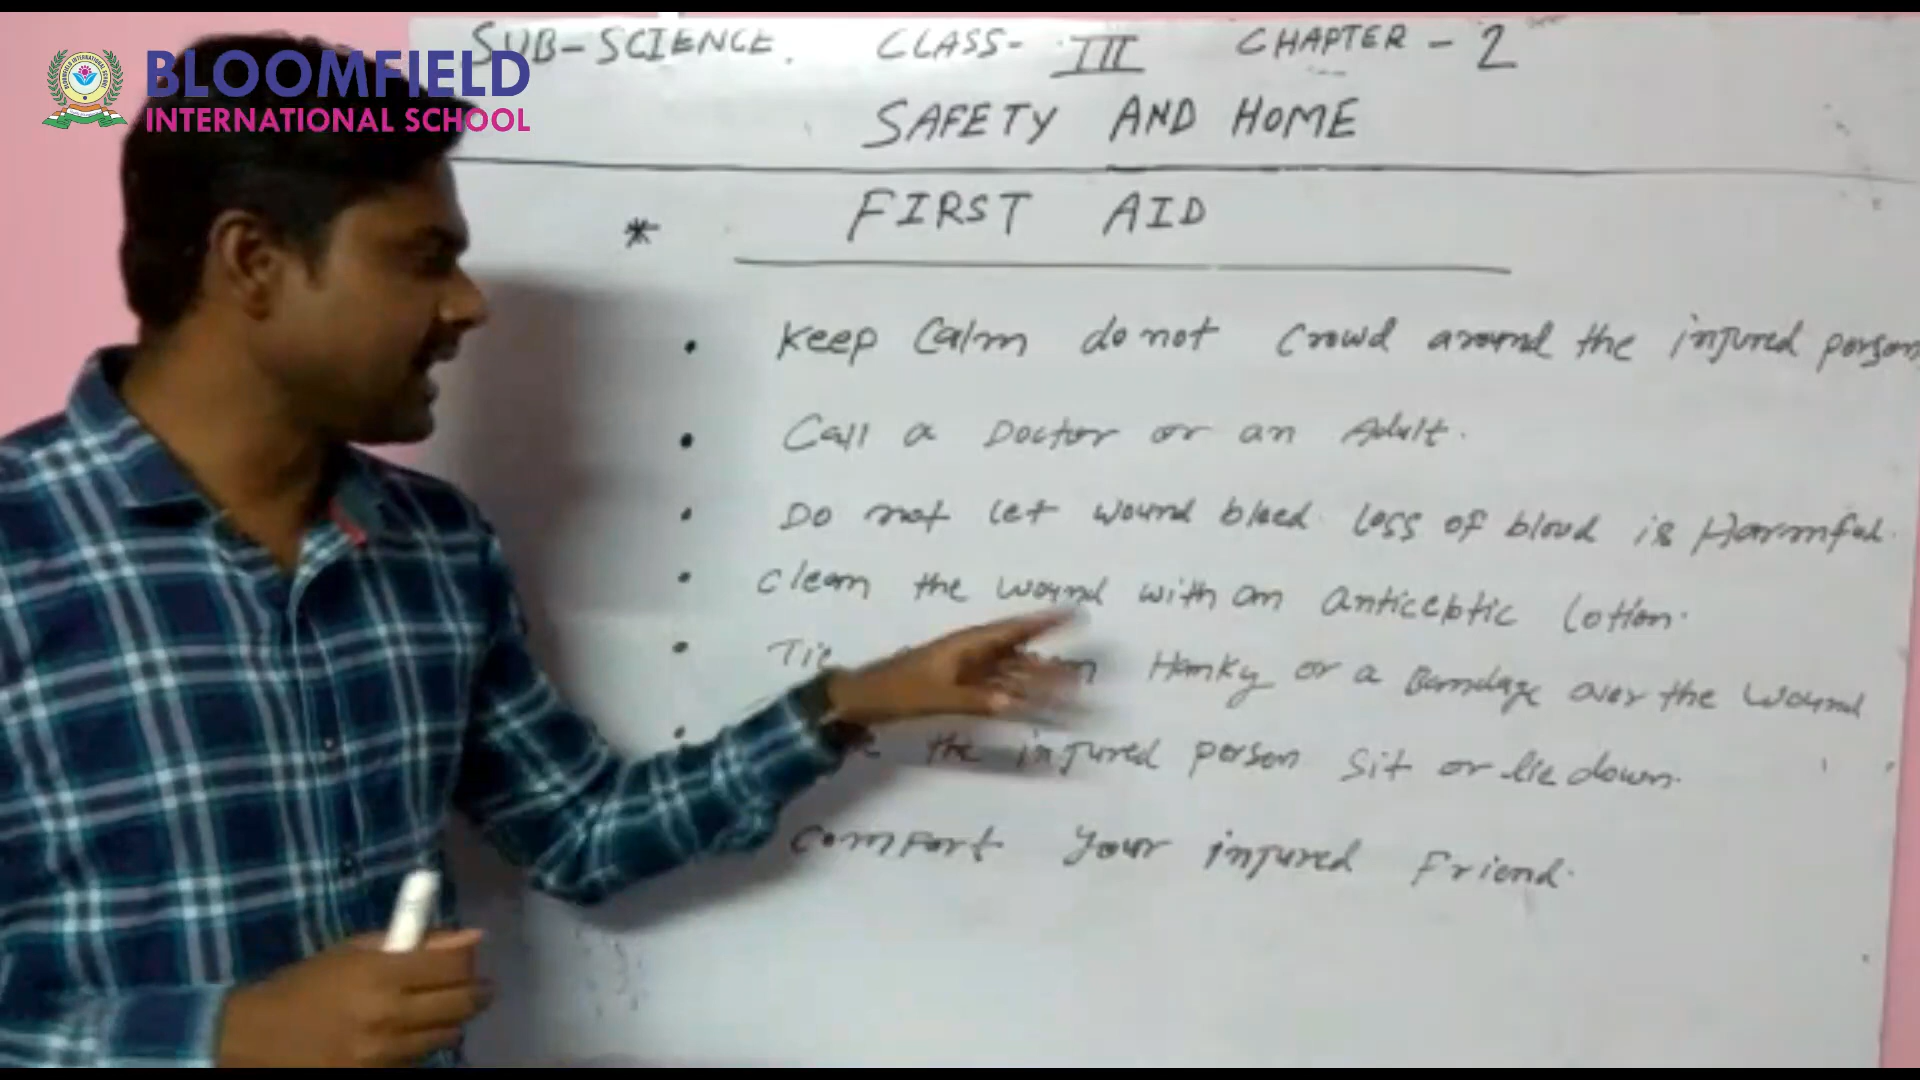 BLOOMFIELD
INTERNATIONAL SCHOOL
SUB-SCIENCE. CLASS- III CHAPTER - 2
SAFETY AND HOME
* FIRST AID
• Keep Calm do not Crowd around the injured person
• Call a Doctor or an Adult.
• Do not let wound bleed. Loss of blood is Harmful.
• Clean the wound with an Anticeptic Lotion.
• Tie Hanky or a Bandage over the wound
• the injured person sit or lie down.
Comfort your injured Friend.